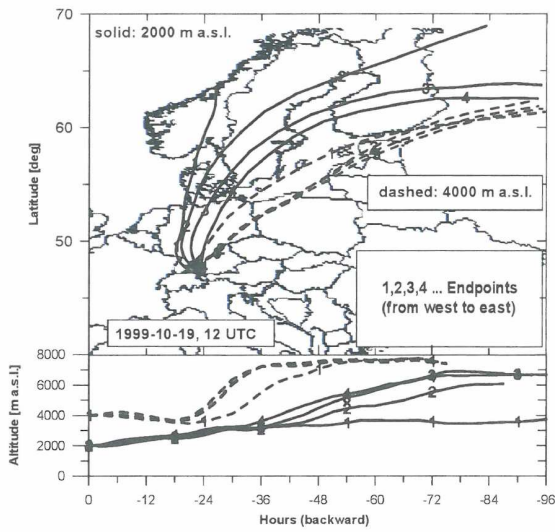 70
solid: 2000 m a.s.l.
60
Latitude [deg]
dashed: 4000 m a.s.l.
50
1,2,3,4 ... Endpoints
(from west to east)
1999-10-19, 12 UTC
8000
6000
4000
2000
0
Altitude [m a.s.l.]
0 -12 -24 -36 -48 -60 -72 -84 -96
Hours (backward)